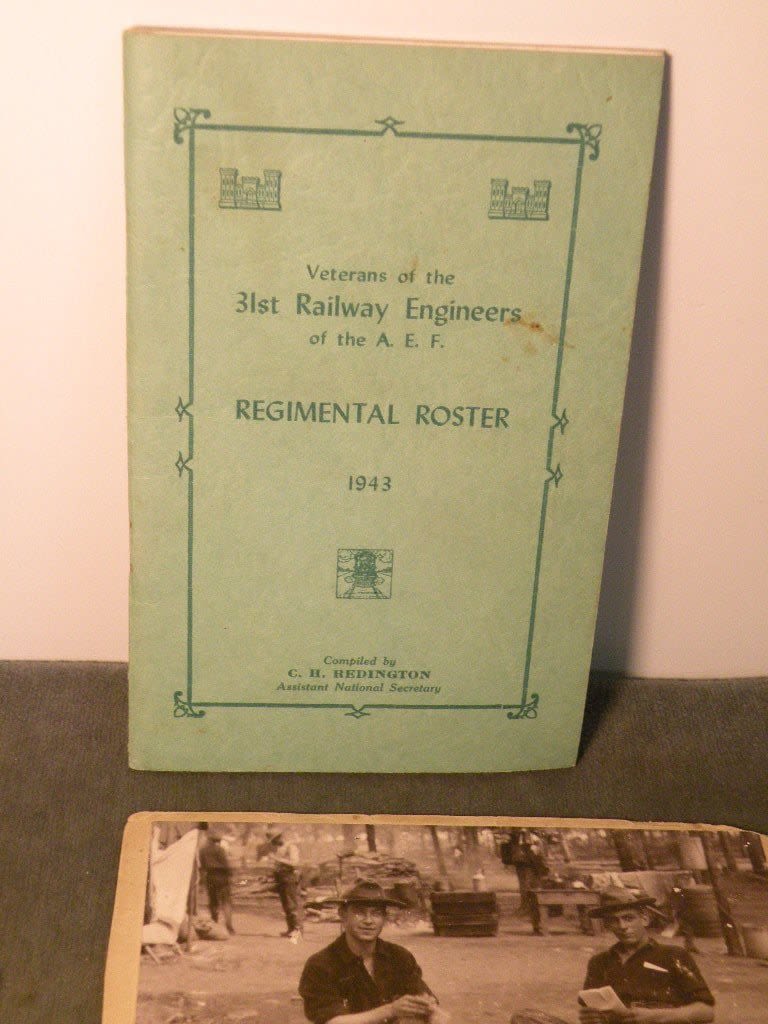 Veterans of the
31st Railway Engineers
of the A. E. F.
REGIMENTAL ROSTER
1943
Compiled by
C. H. REDINGTON
Assistant National Secretary